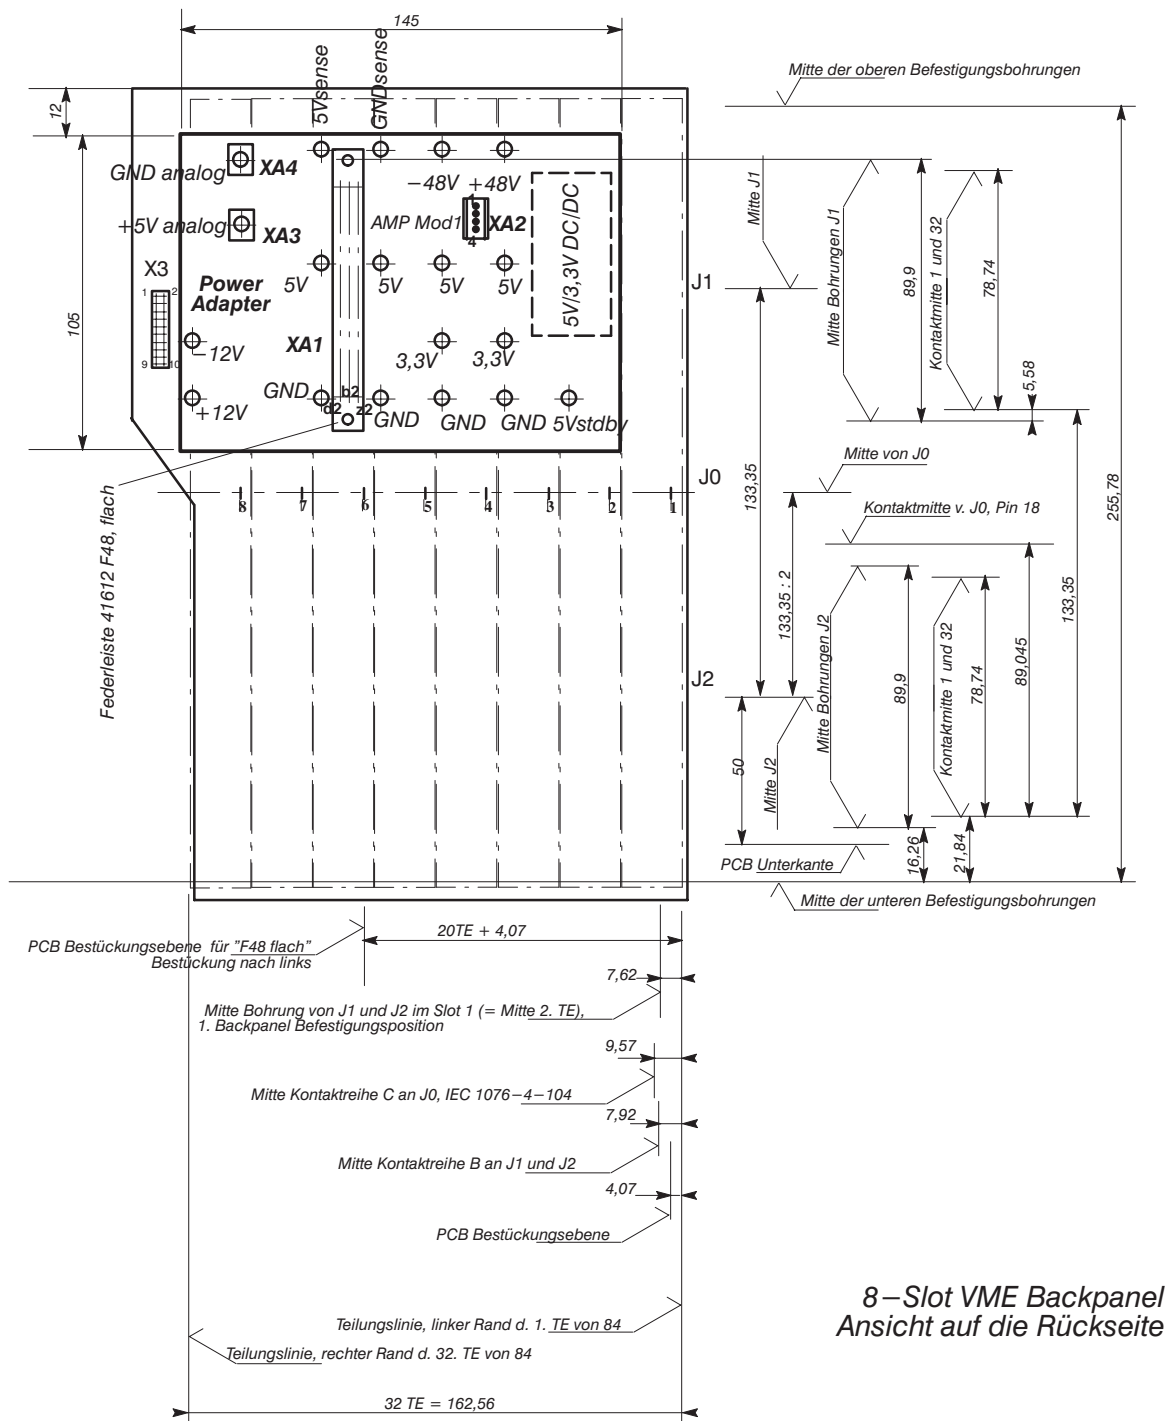 145
5Vsense
GNDsense
Mitte der oberen Befestigungsbohrungen
12
GND analog
XA4
−48V
+48V
+5V analog
XA3
AMP Mod1
1
4
XA2
5V/3,3V DC/DC
Mitte J1
Mitte Bohrungen J1
89,9
Kontaktmitte 1 und 32
78,74
X3
1
2
9
10
Power
Adapter
5V
5V
5V
5V
J1
105
−12V
XA1
3,3V
3,3V
5,58
+12V
GND
b2
d2
z2
GND
GND
GND
5Vstdby
Federleiste 41612 F48, flach
J0
8
7
6
5
4
3
2
1
133,35
Mitte von J0
255,78
Kontaktmitte v. J0, Pin 18
133,35 : 2
133,35
Mitte Bohrungen J2
89,9
Kontaktmitte 1 und 32
78,74
89,045
J2
50
Mitte J2
PCB Unterkante
16,26
21,84
Mitte der unteren Befestigungsbohrungen
PCB Bestückungsebene für "F48 flach"
Bestückung nach links
20TE + 4,07
7,62
Mitte Bohrung von J1 und J2 im Slot 1 (= Mitte 2. TE),
1. Backpanel Befestigungsposition
9,57
Mitte Kontaktreihe C an J0, IEC 1076−4−104
7,92
Mitte Kontaktreihe B an J1 und J2
4,07
PCB Bestückungsebene
8−Slot VME Backpanel
Ansicht auf die Rückseite
Teilungslinie, linker Rand d. 1. TE von 84
Teilungslinie, rechter Rand d. 32. TE von 84
32 TE = 162,56